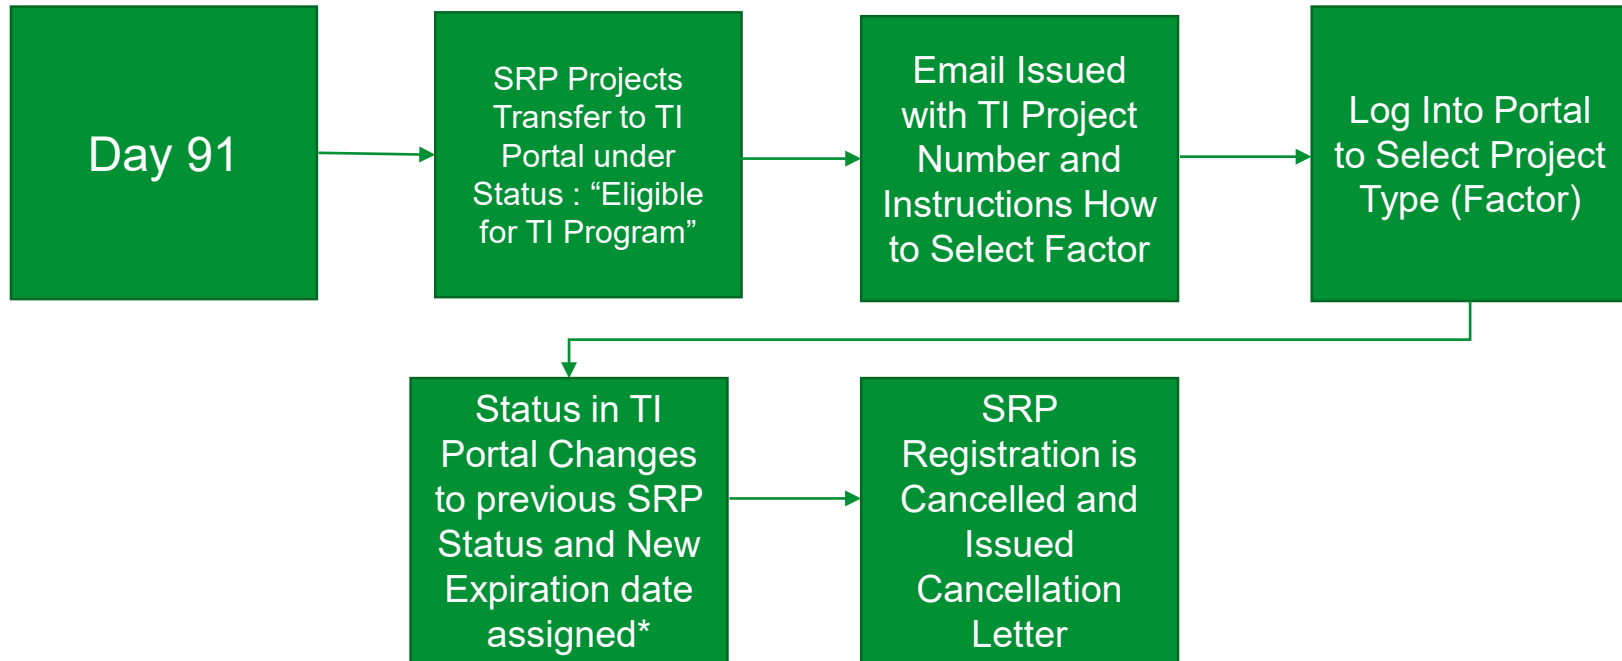 Day 91
SRP Projects
Transfer to TI
Portal under
Status : “Eligible
for TI Program”
Email Issued
with TI Project
Number and
Instructions How
to Select Factor
Log Into Portal
to Select Project
Type (Factor)
Status in TI
Portal Changes
to previous SRP
Status and New
Expiration date
assigned*
SRP
Registration is
Cancelled and
Issued
Cancellation
Letter